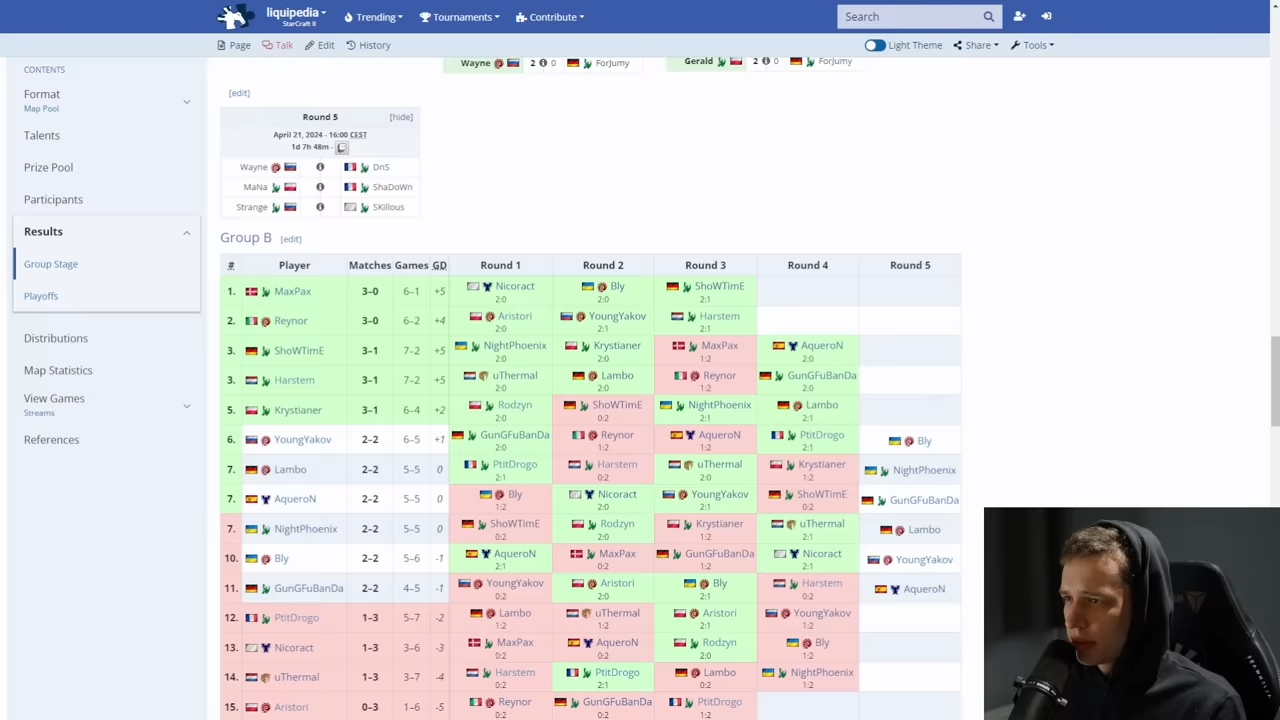 liquipedia
StarCraft II
Trending
Tournaments
Contribute
Search
Page
Talk
Edit
History
Light Theme
Share
Tools
CONTENTS
Format
Map Pool
Talents
Prize Pool
Participants
Results
Group Stage
Playoffs
Distributions
Map Statistics
View Games
Streams
References
Wayne 2 0 ForJumy
Gerald 2 0 ForJumy
[edit]
Round 5 [hide]
April 21, 2024 - 16:00 CEST
1d 7h 48m -
Wayne DnS
MaNa ShaDoWn
Strange SKillous
Group B [edit]
# Player Matches Games GD Round 1 Round 2 Round 3 Round 4 Round 5
1. MaxPax 3–0 6–1 +5 Nicoract 2:0 Bly 2:0 ShoWTimE 2:1
2. Reynor 3–0 6–2 +4 Aristori 2:0 YoungYakov 2:1 Harstem 2:1
3. ShoWTimE 3–1 7–2 +5 NightPhoenix 2:0 Krystianer 2:0 MaxPax 1:2 AqueroN 2:0
3. Harstem 3–1 7–2 +5 uThermal 2:0 Lambo 2:0 Reynor 1:2 GunGFuBanDa 2:0
5. Krystianer 3–1 6–4 +2 Rodzyn 2:0 ShoWTimE 0:2 NightPhoenix 2:1 Lambo 2:1
6. YoungYakov 2–2 6–5 +1 GunGFuBanDa 2:0 Reynor 1:2 AqueroN 1:2 PtitDrogo 2:1 Bly
7. Lambo 2–2 5–5 0 PtitDrogo 2:1 Harstem 0:2 uThermal 2:0 Krystianer 1:2 NightPhoenix
7. AqueroN 2–2 5–5 0 Bly 1:2 Nicoract 2:0 YoungYakov 2:1 ShoWTimE 0:2 GunGFuBanDa
7. NightPhoenix 2–2 5–5 0 ShoWTimE 0:2 Rodzyn 2:0 Krystianer 1:2 uThermal 2:1 Lambo
10. Bly 2–2 5–6 -1 AqueroN 2:1 MaxPax 0:2 GunGFuBanDa 1:2 Nicoract 2:1 YoungYakov
11. GunGFuBanDa 2–2 4–5 -1 YoungYakov 0:2 Aristori 2:0 Bly 2:1 Harstem 0:2 AqueroN
12. PtitDrogo 1–3 5–7 -2 Lambo 1:2 uThermal 1:2 Aristori 2:1 YoungYakov 1:2
13. Nicoract 1–3 3–6 -3 MaxPax 0:2 AqueroN 0:2 Rodzyn 2:0 Bly 1:2
14. uThermal 1–3 3–7 -4 Harstem 0:2 PtitDrogo 2:1 Lambo 0:2 NightPhoenix 1:2
15. Aristori 0–3 1–6 -5 Reynor 0:2 GunGFuBanDa 0:2 PtitDrogo 1:2